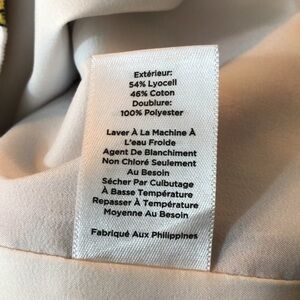 Extérieur:
54% Lyocell
46% Coton
Doublure:
100% Polyester
Laver À La Machine À
L'eau Froide
Agent De Blanchiment
Non Chloré Seulement
Au Besoin
Sécher Par Culbutage
À Basse Température
Repasser À Température
Moyenne Au Besoin
Fabriqué Aux Philippines